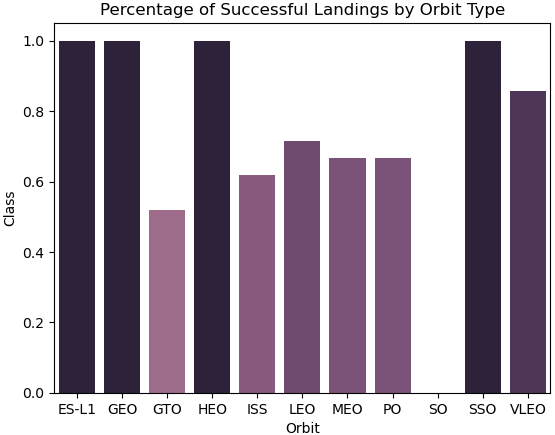 Percentage of Successful Landings by Orbit Type
1.0
0.8
0.6
0.4
0.2
0.0
Class
ES-L1 GEO GTO HEO ISS LEO MEO PO SO SSO VLEO
Orbit